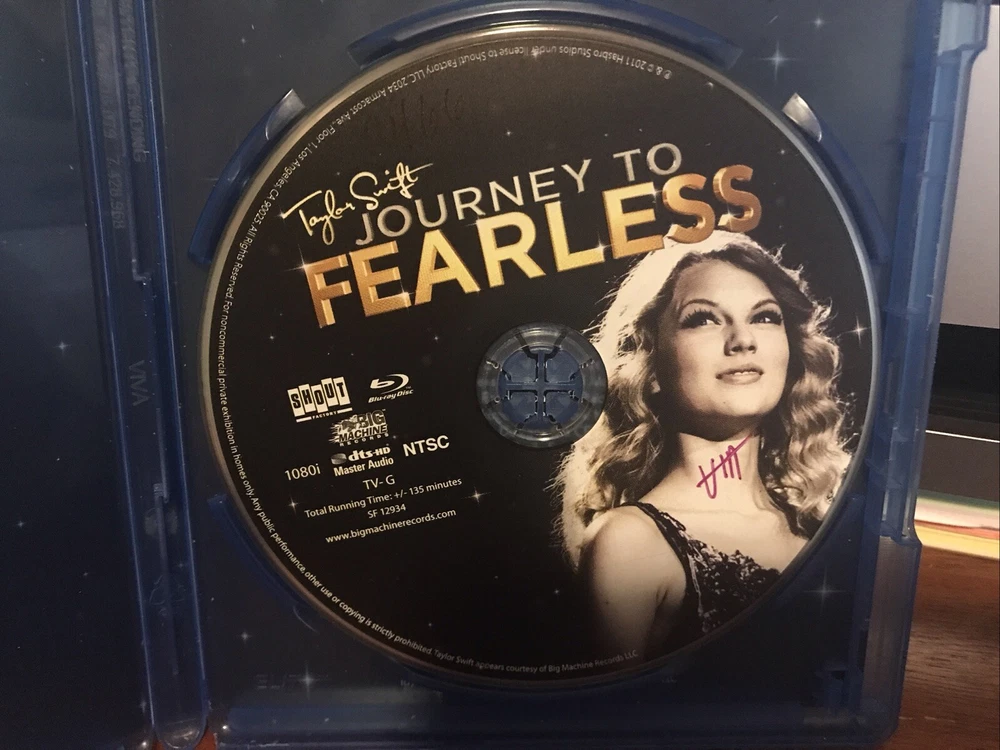 Taylor Swift
JOURNEY TO
FEARLESS
SHOUT
FACTORY
Blu-ray Disc
BIG
MACHINE
RECORDS
1080i
dts-HD
Master Audio
NTSC
TV-G
Total Running Time: +/- 135 minutes
SF 12934
www.bigmachinerecords.com
℗ & © 2011 Hasbro Studios under license to Shout! Factory LLC, 2034 Armacost Ave., Floor 1, Los Angeles, CA 90025. All Rights Reserved. For noncommercial private exhibition in homes only. Any public performance, other use or copying is strictly prohibited. Taylor Swift appears courtesy of Big Machine Records LLC
VIVA